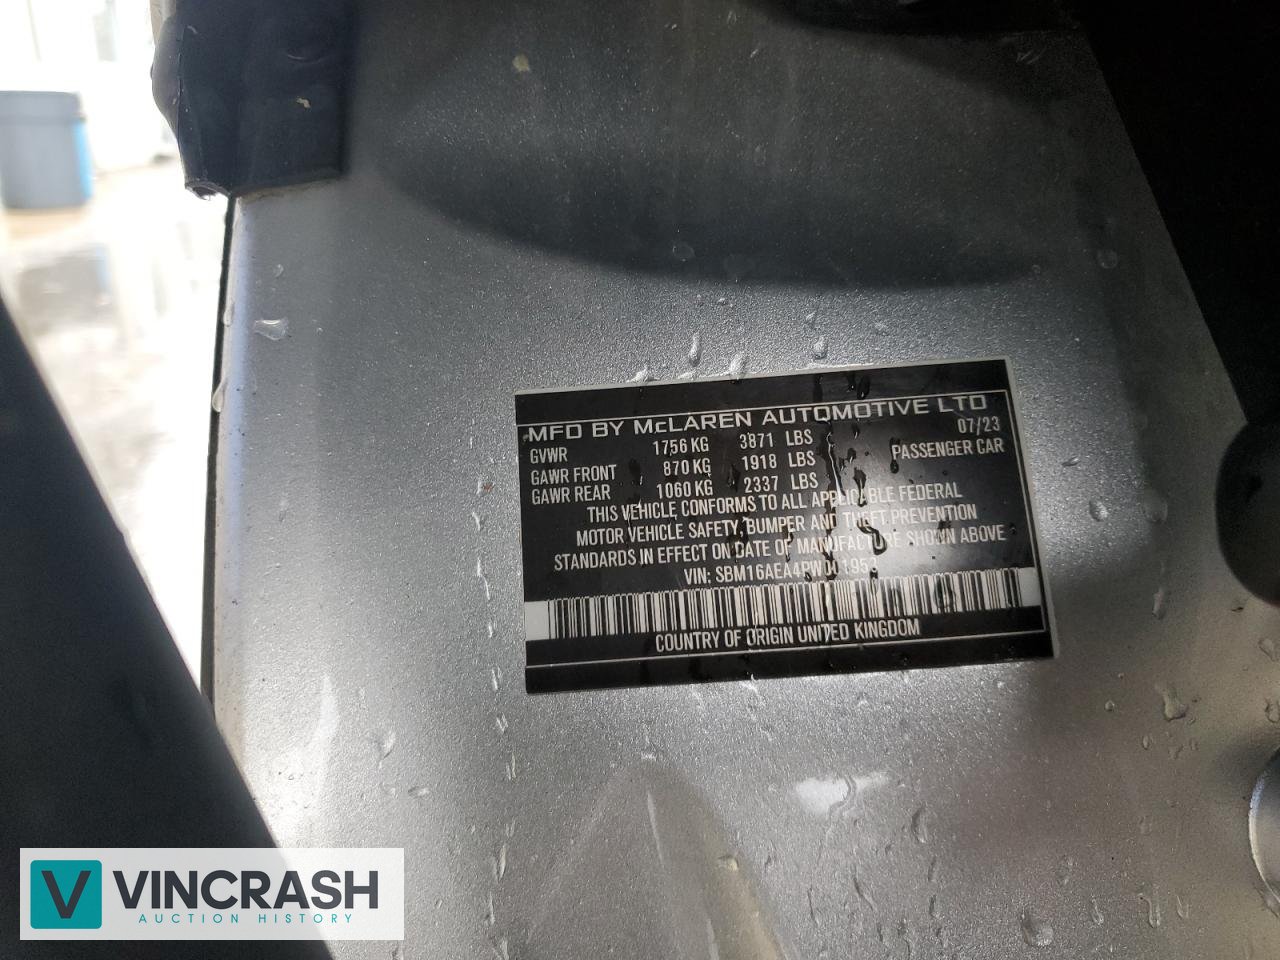 MFD BY McLAREN AUTOMOTIVE LTD
07/23
GVWR 1756 KG 3871 LBS
GAWR FRONT 870 KG 1918 LBS PASSENGER CAR
GAWR REAR 1060 KG 2337 LBS
THIS VEHICLE CONFORMS TO ALL APPLICABLE FEDERAL
MOTOR VEHICLE SAFETY, BUMPER AND THEFT PREVENTION
STANDARDS IN EFFECT ON DATE OF MANUFACTURE SHOWN ABOVE
VIN:
COUNTRY OF ORIGIN UNITED KINGDOM
V VINCRASH
AUCTION HISTORY